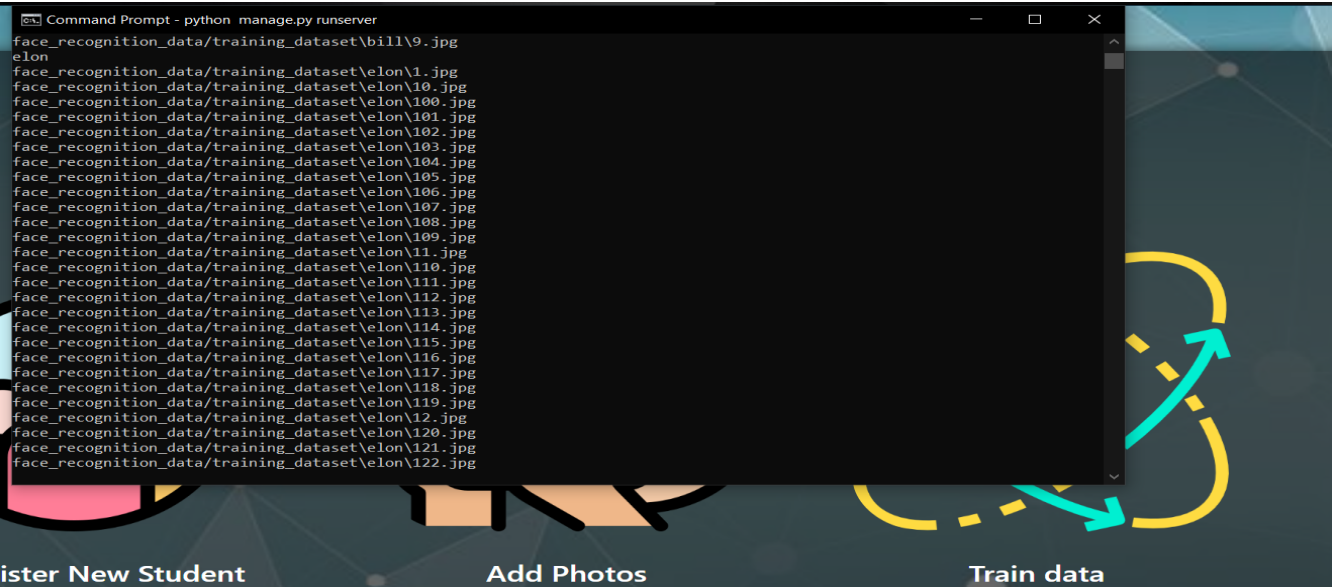 Command Prompt - python  manage.py runserver
face_recognition_data/training_dataset\bill\9.jpg
elon
face_recognition_data/training_dataset\elon\1.jpg
face_recognition_data/training_dataset\elon\10.jpg
face_recognition_data/training_dataset\elon\100.jpg
face_recognition_data/training_dataset\elon\101.jpg
face_recognition_data/training_dataset\elon\102.jpg
face_recognition_data/training_dataset\elon\103.jpg
face_recognition_data/training_dataset\elon\104.jpg
face_recognition_data/training_dataset\elon\105.jpg
face_recognition_data/training_dataset\elon\106.jpg
face_recognition_data/training_dataset\elon\107.jpg
face_recognition_data/training_dataset\elon\108.jpg
face_recognition_data/training_dataset\elon\109.jpg
face_recognition_data/training_dataset\elon\11.jpg
face_recognition_data/training_dataset\elon\110.jpg
face_recognition_data/training_dataset\elon\111.jpg
face_recognition_data/training_dataset\elon\112.jpg
face_recognition_data/training_dataset\elon\113.jpg
face_recognition_data/training_dataset\elon\114.jpg
face_recognition_data/training_dataset\elon\115.jpg
face_recognition_data/training_dataset\elon\116.jpg
face_recognition_data/training_dataset\elon\117.jpg
face_recognition_data/training_dataset\elon\118.jpg
face_recognition_data/training_dataset\elon\119.jpg
face_recognition_data/training_dataset\elon\12.jpg
face_recognition_data/training_dataset\elon\120.jpg
face_recognition_data/training_dataset\elon\121.jpg
face_recognition_data/training_dataset\elon\122.jpg
ister New Student
Add Photos
Train data